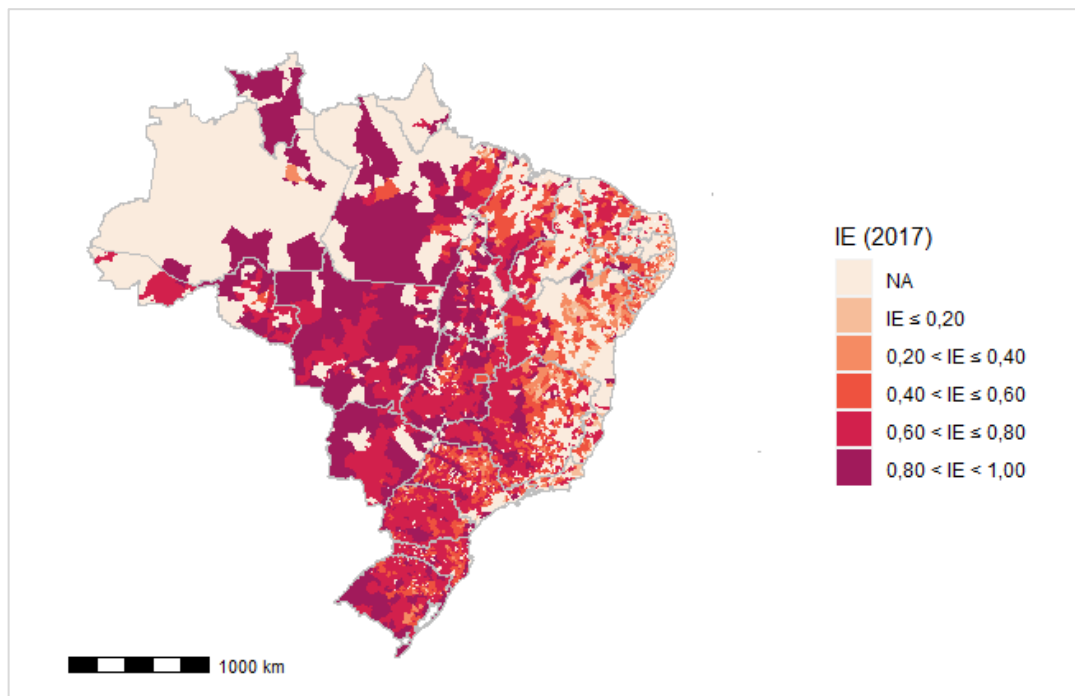 IE (2017)
NA
IE ≤ 0,20
0,20 < IE ≤ 0,40
0,40 < IE ≤ 0,60
0,60 < IE ≤ 0,80
0,80 < IE < 1,00
1000 km